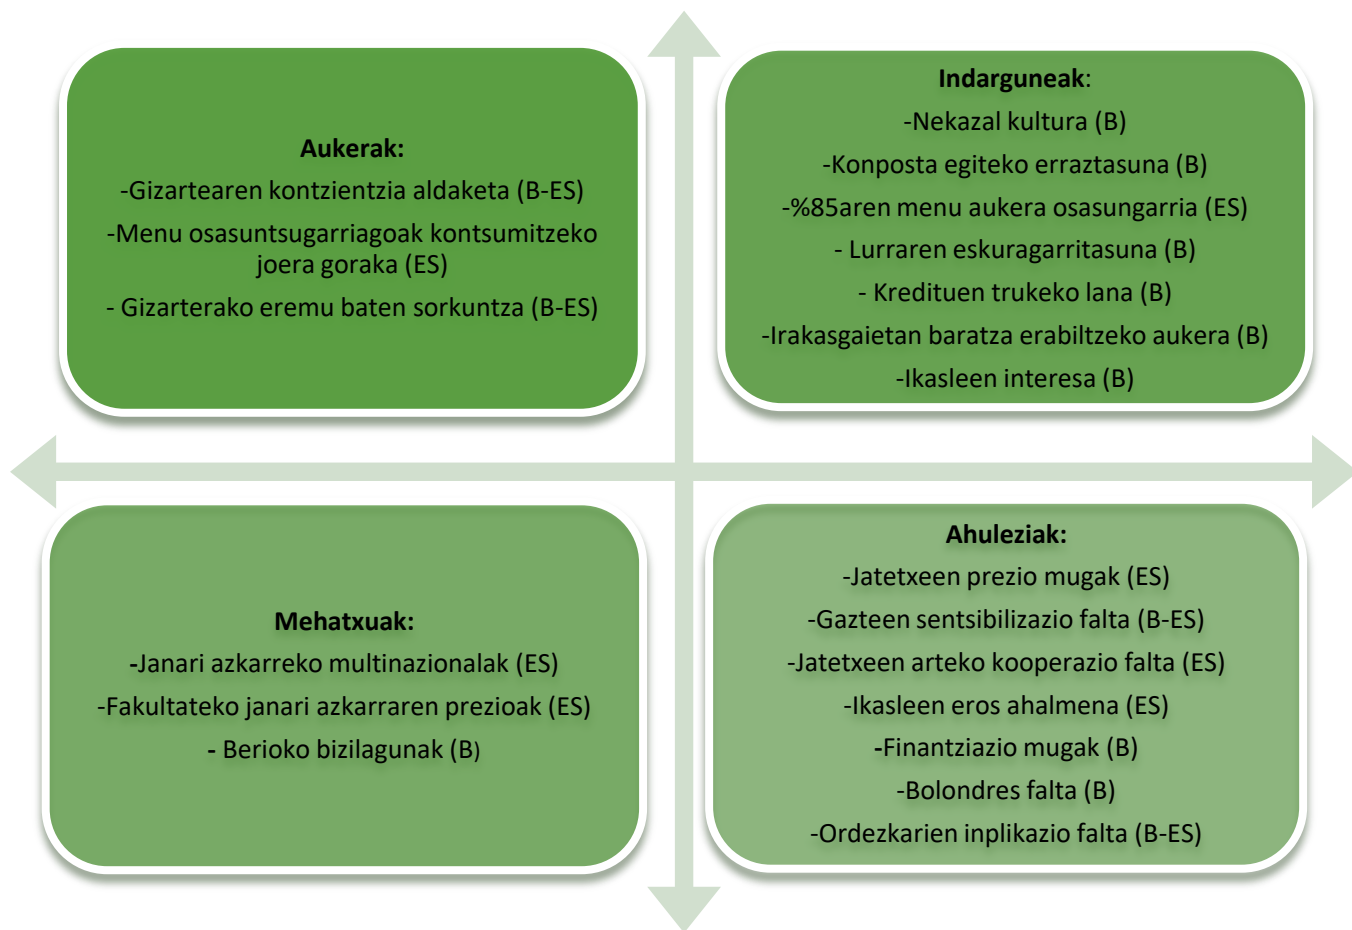 Aukerak:
-Gizartearen kontzientzia aldaketa (B-ES)
-Menu osasuntsugarriagoak kontsumitzeko
joera goraka (ES)
- Gizarterako eremu baten sorkuntza (B-ES)
Indarguneak:
-Nekazal kultura (B)
-Konposta egiteko erraztasuna (B)
-%85aren menu aukera osasungarria (ES)
- Lurraren eskuragarritasuna (B)
- Kredituen trukeko lana (B)
-Irakasgaietan baratza erabiltzeko aukera (B)
-Ikasleen interesa (B)
Mehatxuak:
-Janari azkarreko multinazionalak (ES)
-Fakultateko janari azkarraren prezioak (ES)
- Berioko bizilagunak (B)
Ahuleziak:
-Jatetxeen prezio mugak (ES)
-Gazteen sentsibilizazio falta (B-ES)
-Jatetxeen arteko kooperazio falta (ES)
-Ikasleen eros ahalmena (ES)
-Finantziazio mugak (B)
-Bolondres falta (B)
-Ordezkarien inplikazio falta (B-ES)